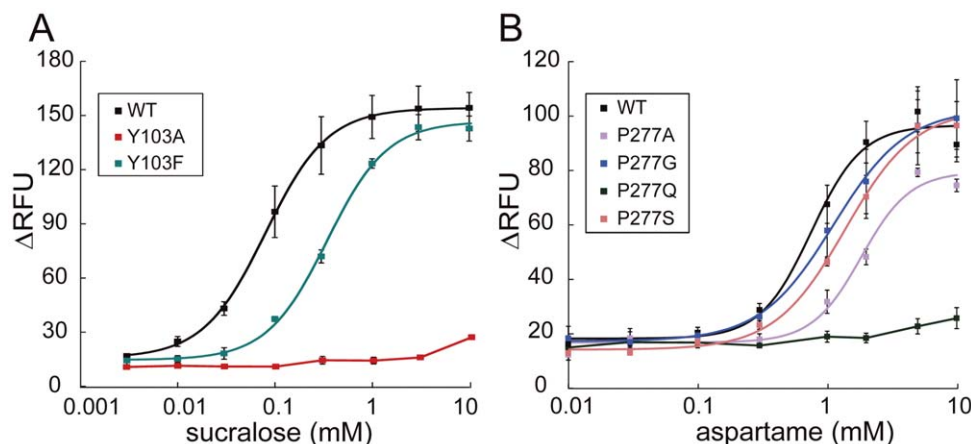 A
180
150
120
90
60
30
0
ΔRFU
WT
Y103A
Y103F
0.001 0.01 0.1 1 10
sucralose (mM)
B
120
100
80
60
40
20
0
ΔRFU
WT
P277A
P277G
P277Q
P277S
0.01 0.1 1 10
aspartame (mM)